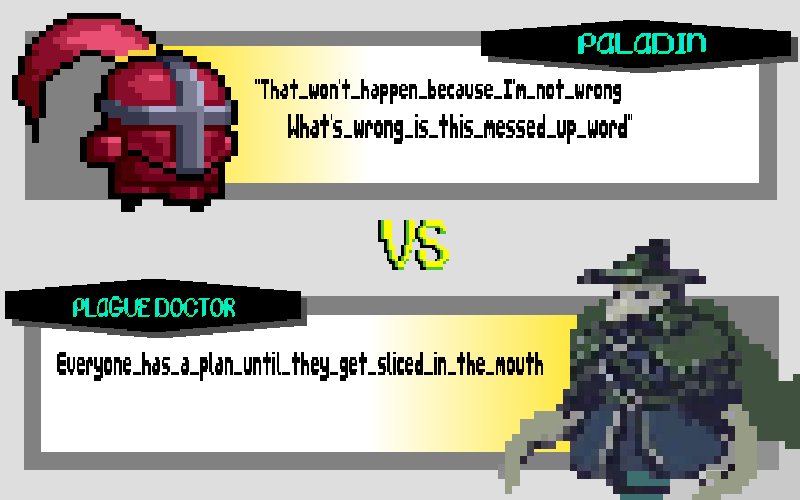 PALADIN
"That_won't_happen_because_I'm_not_wrong
What's_wrong_is_this_messed_up_word"
VS
PLAGUE DOCTOR
Everyone_has_a_plan_until_they_get_sliced_in_the_mouth